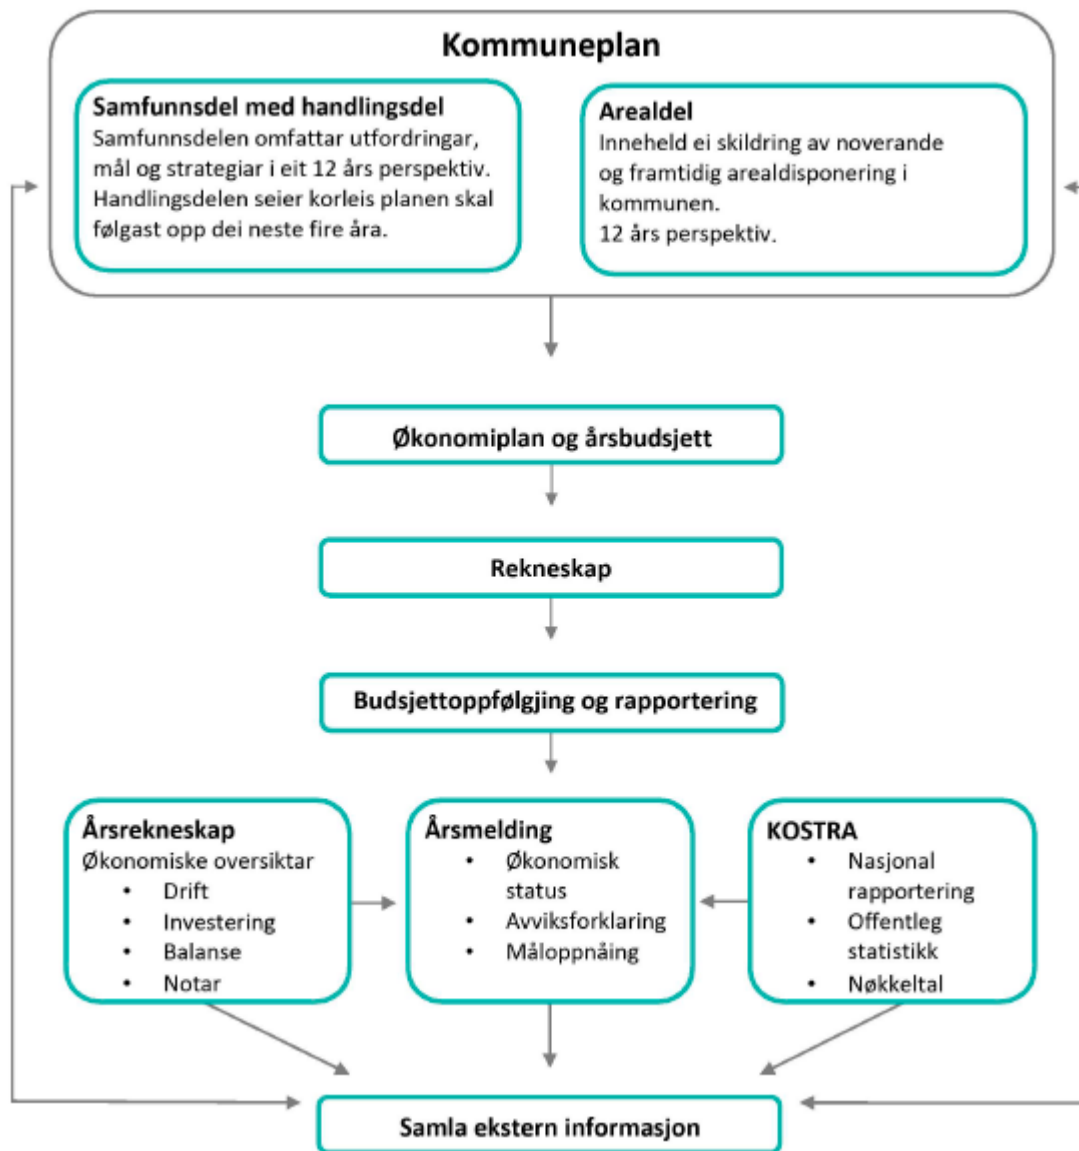 Kommuneplan
Samfunnsdel med handlingsdel
Samfunnsdelen omfattar utfordringar,
mål og strategiar i eit 12 års perspektiv.
Handlingsdelen seier korleis planen skal
følgast opp dei neste fire åra.
Arealdel
Inneheld ei skildring av noverande
og framtidig arealdisponering i
kommunen.
12 års perspektiv.
Økonomiplan og årsbudsjett
Rekneskap
Budsjettoppfølgjing og rapportering
Årsrekneskap
Økonomiske oversiktar
• Drift
• Investering
• Balanse
• Notar
Årsmelding
• Økonomisk
status
• Avviksforklaring
• Måloppnåing
KOSTRA
• Nasjonal
rapportering
• Offentleg
statistikk
• Nøkkeltal
Samla ekstern informasjon